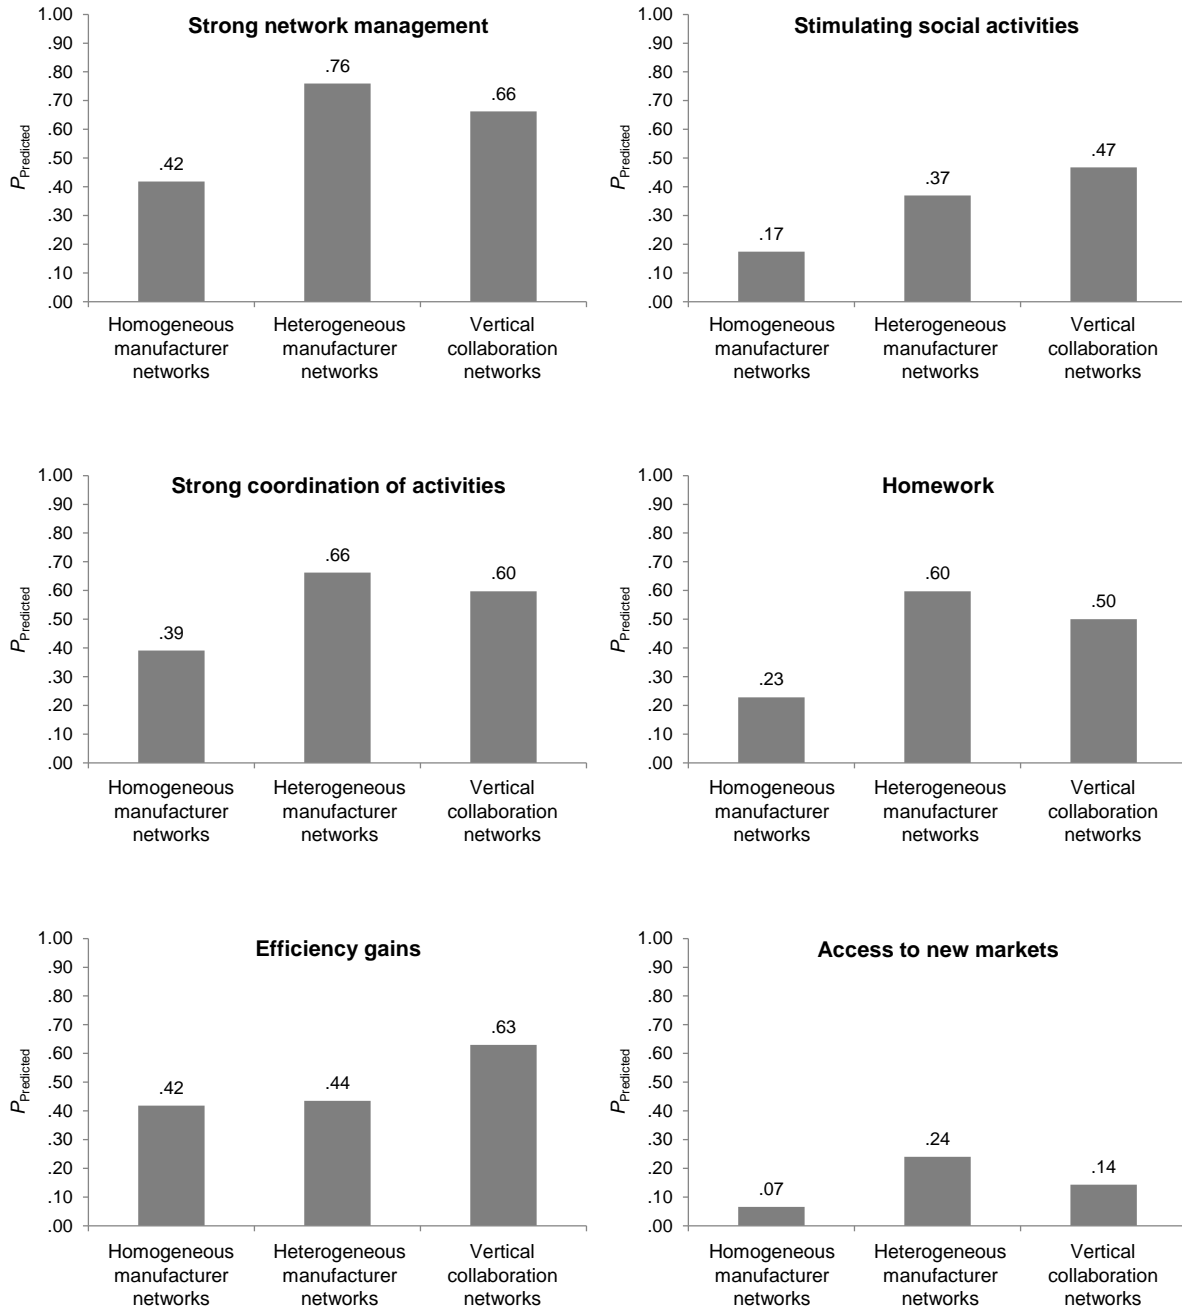 Strong network management
1.00
.90
.80
.70
.60
.50
.40
.30
.20
.10
.00
PPredicted
.42
.76
.66
Homogeneous
manufacturer
networks
Heterogeneous
manufacturer
networks
Vertical
collaboration
networks
Stimulating social activities
1.00
.90
.80
.70
.60
.50
.40
.30
.20
.10
.00
PPredicted
.17
.37
.47
Homogeneous
manufacturer
networks
Heterogeneous
manufacturer
networks
Vertical
collaboration
networks
Strong coordination of activities
1.00
.90
.80
.70
.60
.50
.40
.30
.20
.10
.00
PPredicted
.39
.66
.60
Homogeneous
manufacturer
networks
Heterogeneous
manufacturer
networks
Vertical
collaboration
networks
Homework
1.00
.90
.80
.70
.60
.50
.40
.30
.20
.10
.00
PPredicted
.23
.60
.50
Homogeneous
manufacturer
networks
Heterogeneous
manufacturer
networks
Vertical
collaboration
networks
Efficiency gains
1.00
.90
.80
.70
.60
.50
.40
.30
.20
.10
.00
PPredicted
.42
.44
.63
Homogeneous
manufacturer
networks
Heterogeneous
manufacturer
networks
Vertical
collaboration
networks
Access to new markets
1.00
.90
.80
.70
.60
.50
.40
.30
.20
.10
.00
PPredicted
.07
.24
.14
Homogeneous
manufacturer
networks
Heterogeneous
manufacturer
networks
Vertical
collaboration
networks